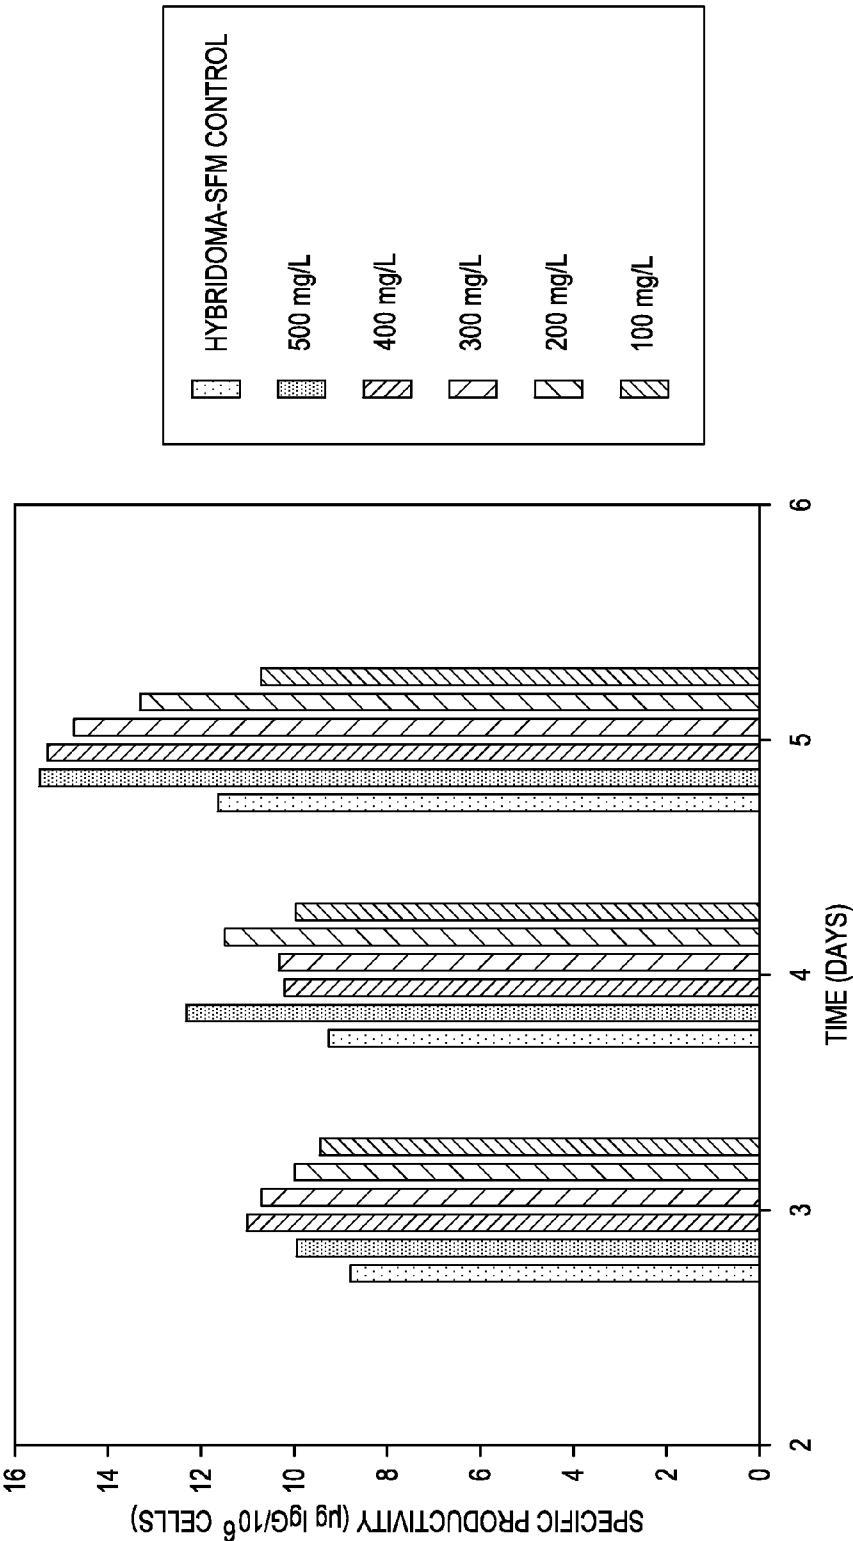 SPECIFIC PRODUCTIVITY (µg IgG/10⁶ CELLS)
16
14
12
10
8
6
4
2
0
2
3
4
5
6
TIME (DAYS)
HYBRIDOMA-SFM CONTROL
500 mg/L
400 mg/L
300 mg/L
200 mg/L
100 mg/L